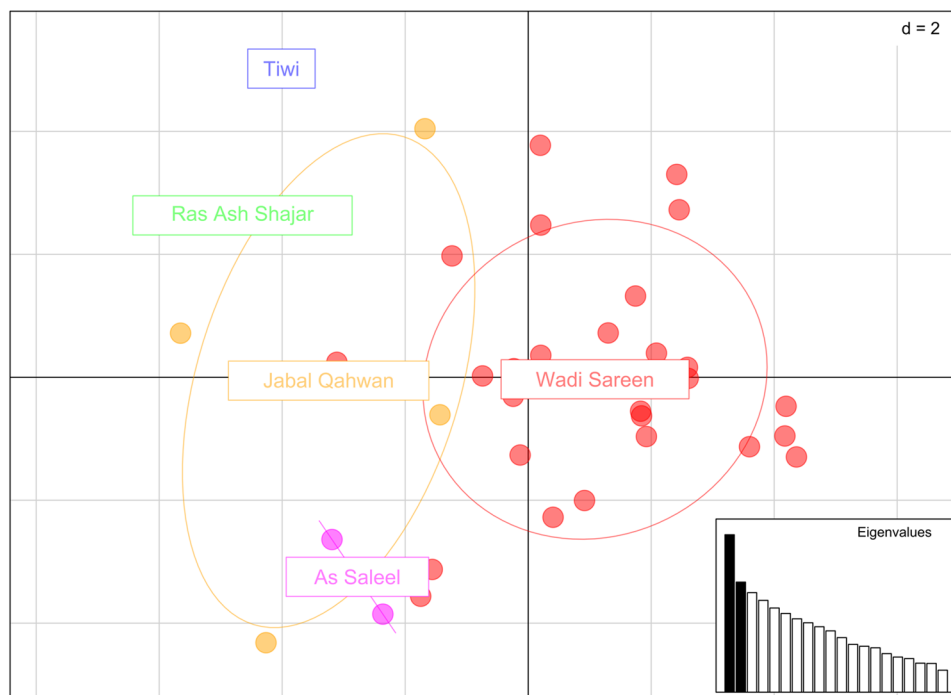 d = 2
Tiwi
Ras Ash Shajar
Jabal Qahwan
Wadi Sareen
As Saleel
Eigenvalues